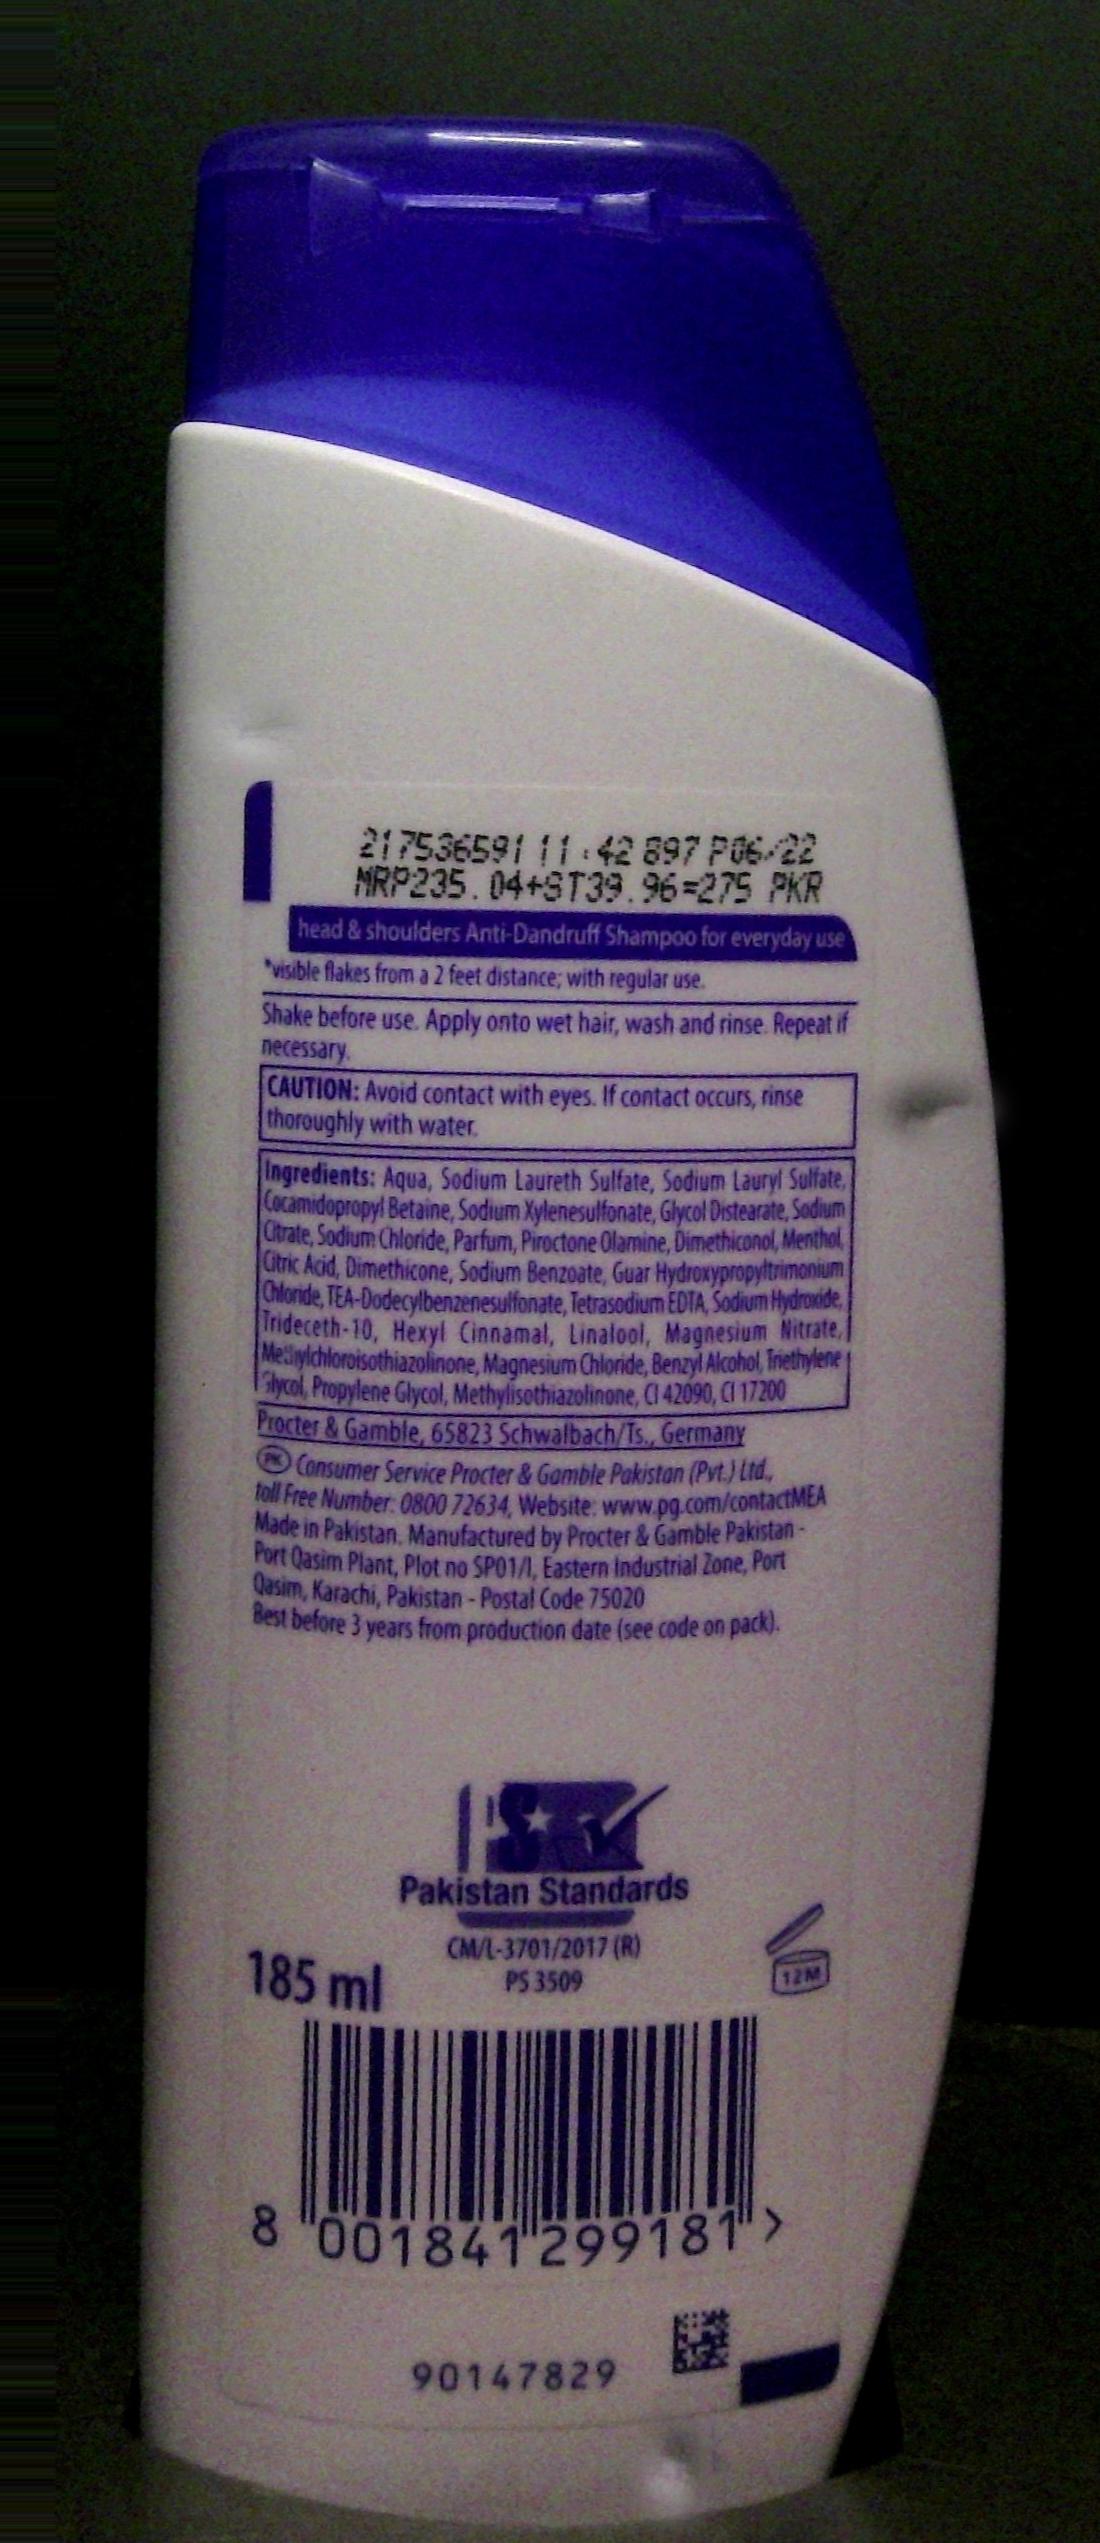 217536591 11:42 897 P06/22
MRP235.04+ST39.96=275 PKR
head & shoulders Anti-Dandruff Shampoo for everyday use
*visible flakes from a 2 feet distance; with regular use.
Shake before use. Apply onto wet hair, wash and rinse. Repeat if
necessary.
CAUTION: Avoid contact with eyes. If contact occurs, rinse
thoroughly with water.
Ingredients: Aqua, Sodium Laureth Sulfate, Sodium Lauryl Sulfate,
Cocamidopropyl Betaine, Sodium Xylenesulfonate, Glycol Distearate, Sodium
Citrate, Sodium Chloride, Parfum, Piroctone Olamine, Dimethiconol, Menthol,
Citric Acid, Dimethicone, Sodium Benzoate, Guar Hydroxypropyltrimonium
Chloride, TEA-Dodecylbenzenesulfonate, Tetrasodium EDTA, Sodium Hydroxide,
Trideceth-10, Hexyl Cinnamal, Linalool, Magnesium Nitrate,
Methylchloroisothiazolinone, Magnesium Chloride, Benzyl Alcohol, Triethylene
Glycol, Propylene Glycol, Methylisothiazolinone, CI 42090, CI 17200
Procter & Gamble, 65823 Schwalbach/Ts., Germany
PK Consumer Service Procter & Gamble Pakistan (Pvt.) Ltd.,
toll Free Number: 0800 72634, Website: www.pg.com/contactMEA
Made in Pakistan. Manufactured by Procter & Gamble Pakistan -
Port Qasim Plant, Plot no SP01/I, Eastern Industrial Zone, Port
Qasim, Karachi, Pakistan - Postal Code 75020
Best before 3 years from production date (see code on pack).
PS
Pakistan Standards
CM/L-3701/2017 (R)
PS 3509
185 ml
12M
8 001841 299181 >
90147829